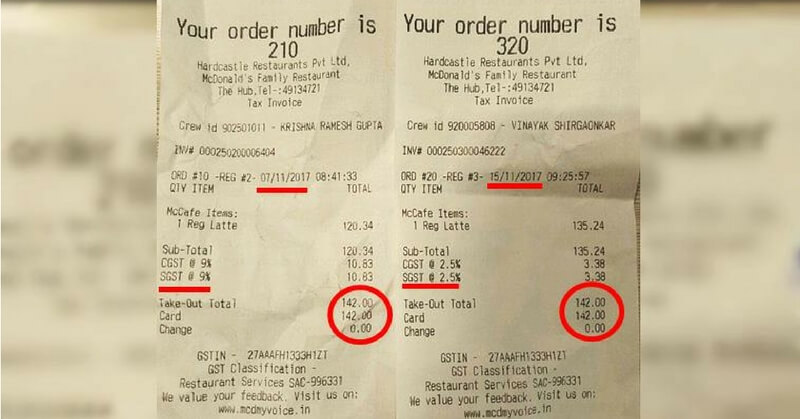 Your order number is
210
Hardcastle Restaurants Pvt Ltd,
McDonald's Family Restaurant
The Hub,Tel-:49134721
Tax Invoice
Crew id 902501011 - KRISHNA RAMESH GUPTA
INV# 000250200006404
ORD #10 -REG #2- 07/11/2017 08:41:33
QTY ITEM TOTAL
McCafe Items:
1 Reg Latte 120.34
Sub-Total 120.34
CGST @ 9% 10.83
SGST @ 9% 10.83
Take-Out Total 142.00
Card 142.00
Change 0.00
GSTIN - 27AAAFH1333H1ZT
GST Classification -
Restaurant Services SAC-996331
We value your feedback. Visit us on:
www.mcdmyvoice.in
Your order number is
320
Hardcastle Restaurants Pvt Ltd,
McDonald's Family Restaurant
The Hub,Tel-:49134721
Tax Invoice
Crew id 920005808 - VINAYAK SHIRGAONKAR
INV# 000250300046222
ORD #20 -REG #3- 15/11/2017 09:25:57
QTY ITEM TOTAL
McCafe Items:
1 Reg Latte 135.24
Sub-Total 135.24
CGST @ 2.5% 3.38
SGST @ 2.5% 3.38
Take-Out Total 142.00
Card 142.00
Change 0.00
GSTIN - 27AAAFH1333H1ZT
GST Classification -
Restaurant Services SAC-996331
We value your feedback. Visit us on:
www.mcdmyvoice.in